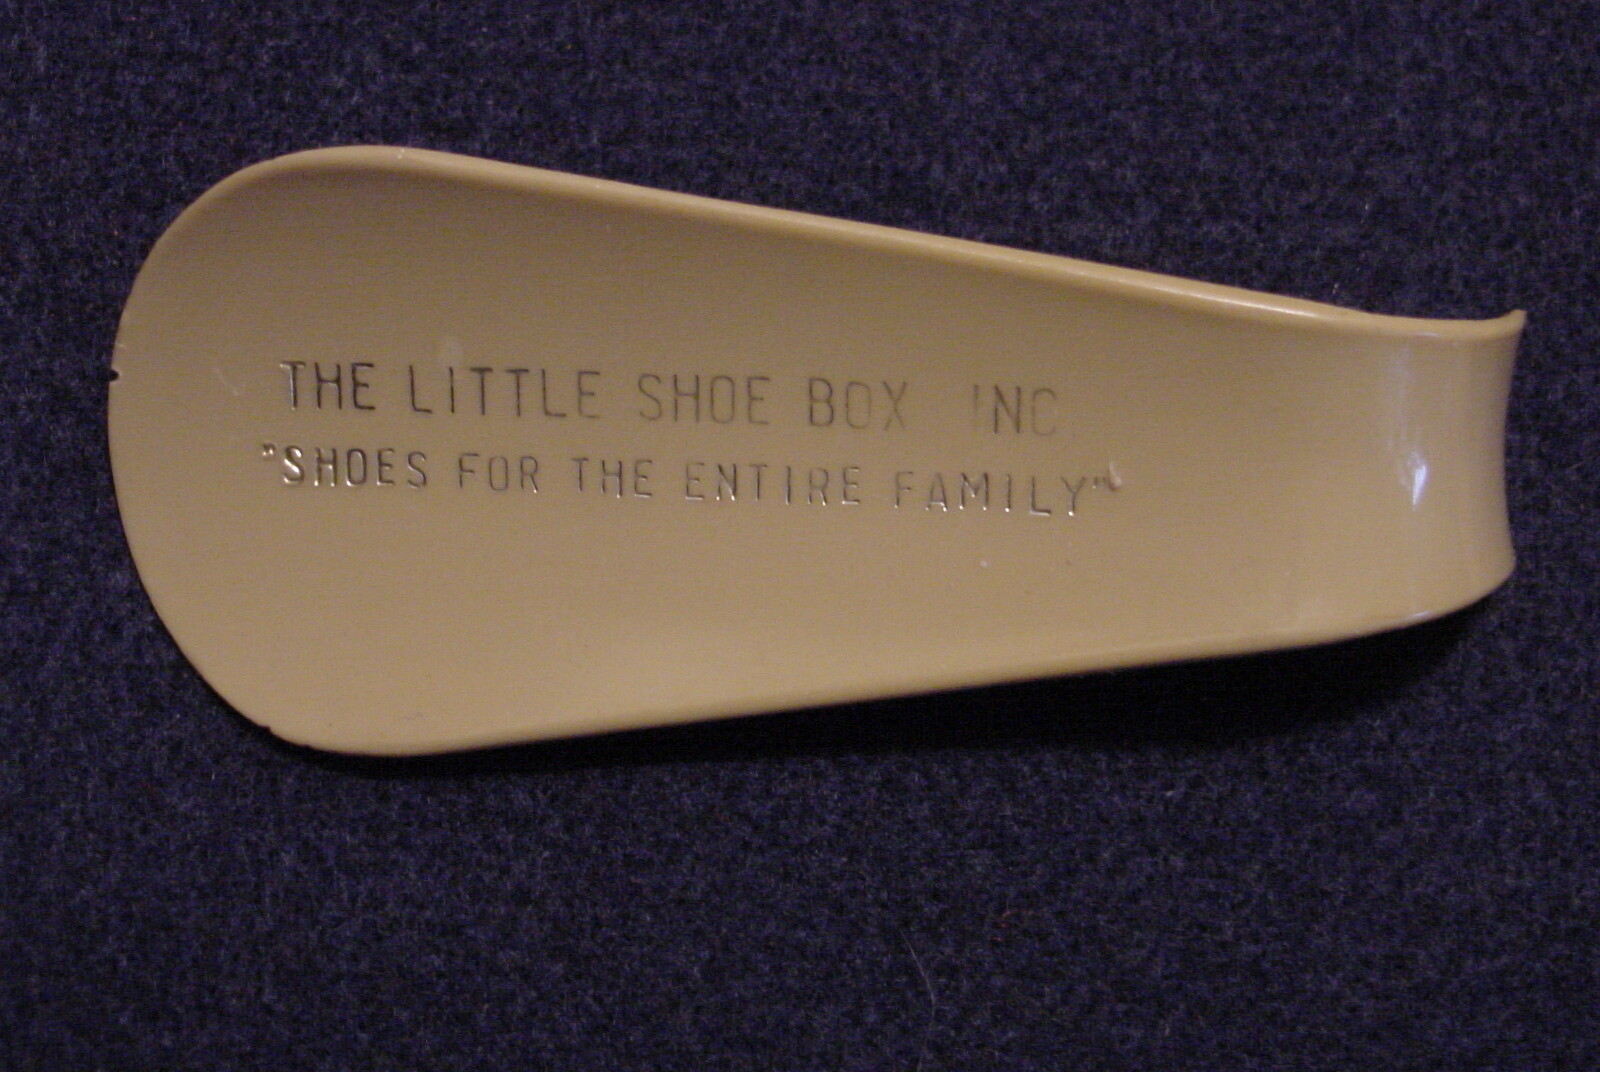 THE LITTLE SHOE BOX INC
"SHOES FOR THE ENTIRE FAMILY"